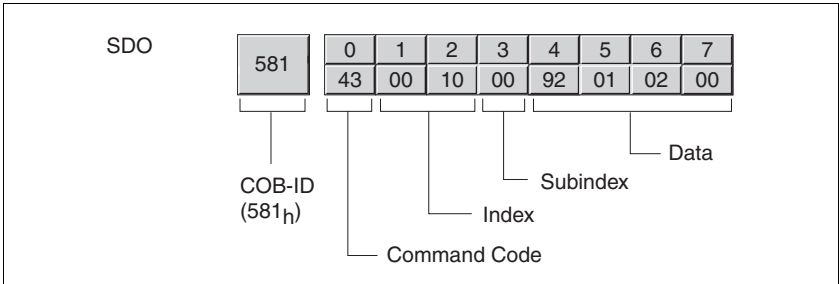 SDO
581 0 1 2 3 4 5 6 7
43 00 10 00 92 01 02 00
Data
COB-ID Subindex
(581h) Index
Command Code